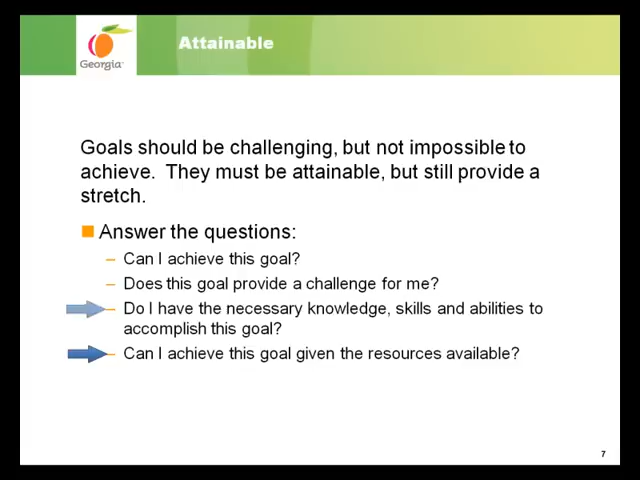 Georgia
Attainable
Goals should be challenging, but not impossible to
achieve. They must be attainable, but still provide a
stretch.
Answer the questions:
– Can I achieve this goal?
– Does this goal provide a challenge for me?
– Do I have the necessary knowledge, skills and abilities to
accomplish this goal?
– Can I achieve this goal given the resources available?
7